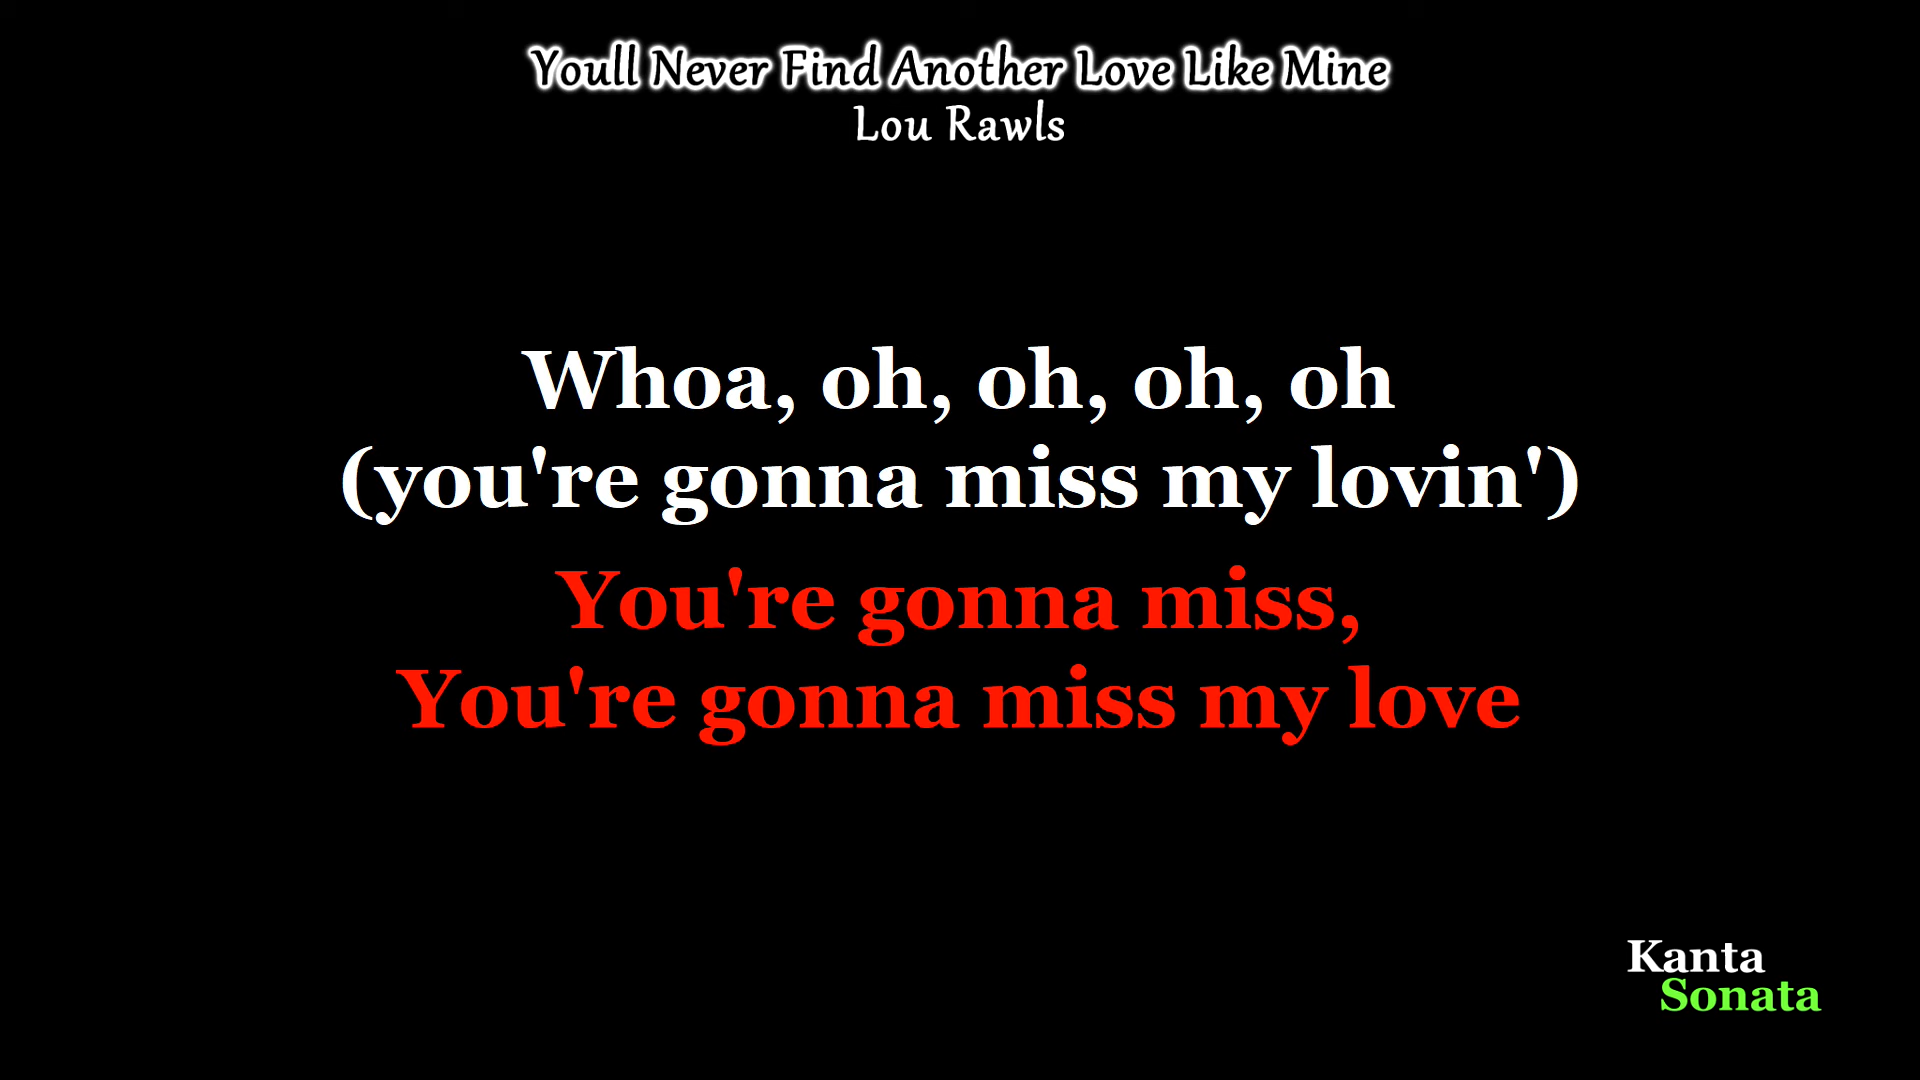 Youll Never Find Another Love Like Mine
Lou Rawls
Whoa, oh, oh, oh, oh
(you're gonna miss my lovin')
You're gonna miss,
You're gonna miss my love
Kanta
Sonata